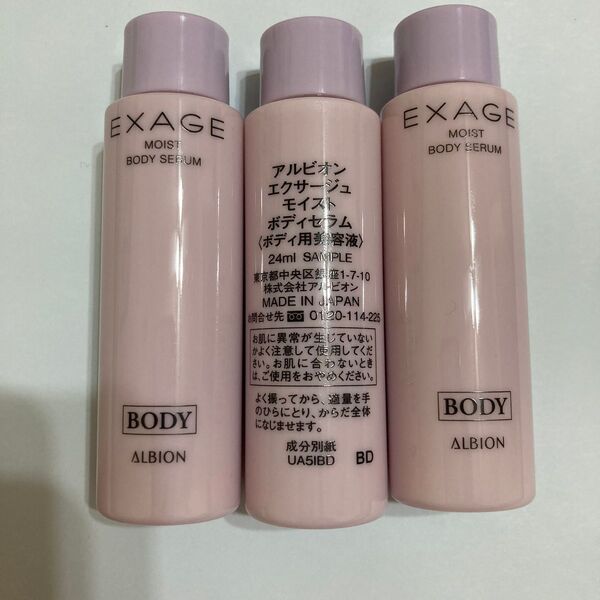 EXAGE
MOIST
BODY SERUM
BODY
ALBION
アルビオン
エクサージュ
モイスト
ボディセラム
〈ボディ用美容液〉
24ml SAMPLE
東京都中央区銀座1-7-10
株式会社アルビオン
MADE IN JAPAN
お問合せ先 0120-114-225
お肌に異常が生じていない
かよく注意して使用してくだ
さい。お肌に合わないとき
は、ご使用をおやめください。
よく振ってから、適量を手
のひらにとり、からだ全体
になじませます。
成分別紙
UA5IBD BD
EXAGE
MOIST
BODY SERUM
BODY
ALBION